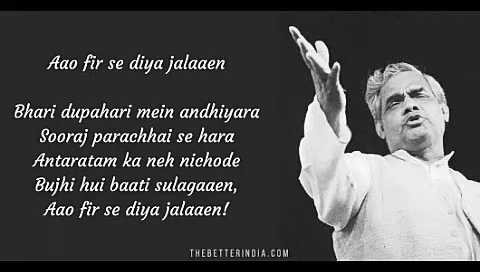 Aao fir se diya jalaaen
Bhari dupahari mein andhiyara
Sooraj parachhai se hara
Antaratam ka neh nichode
Bujhi hui baati sulagaaen,
Aao fir se diya jalaaen!
THEBETTERINDIA.COM